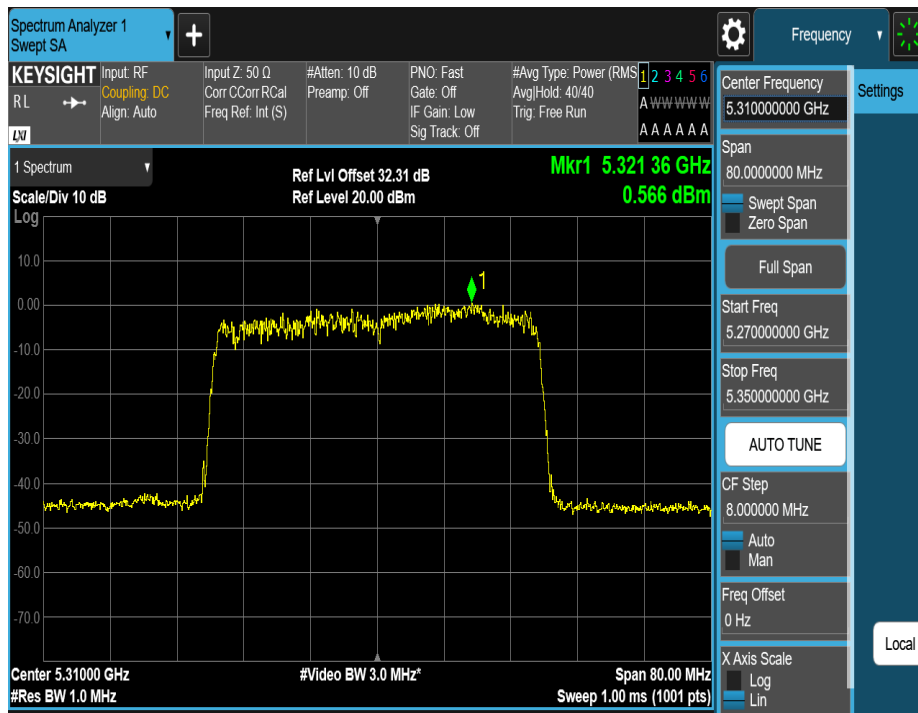 Spectrum Analyzer 1
Swept SA
+
Frequency
KEYSIGHT
R L
LXI
Input: RF
Coupling: DC
Align: Auto
Input Z: 50 Ω
Corr CCorr RCal
Freq Ref: Int (S)
#Atten: 10 dB
Preamp: Off
PNO: Fast
Gate: Off
IF Gain: Low
Sig Track: Off
#Avg Type: Power (RMS
Avg|Hold: 40/40
Trig: Free Run
1 2 3 4 5 6
A W W W W W
A A A A A A
Center Frequency
5.310000000 GHz
Settings
Span
80.0000000 MHz
Swept Span
Zero Span
Full Span
Start Freq
5.270000000 GHz
Stop Freq
5.350000000 GHz
AUTO TUNE
CF Step
8.000000 MHz
Auto
Man
Freq Offset
0 Hz
X Axis Scale
Log
Lin
Local
1 Spectrum
Scale/Div 10 dB
Log
Ref Lvl Offset 32.31 dB
Ref Level 20.00 dBm
Mkr1 5.321 36 GHz
0.566 dBm
1
10.0
0.00
-10.0
-20.0
-30.0
-40.0
-50.0
-60.0
-70.0
Center 5.31000 GHz
#Res BW 1.0 MHz
#Video BW 3.0 MHz*
Span 80.00 MHz
Sweep 1.00 ms (1001 pts)